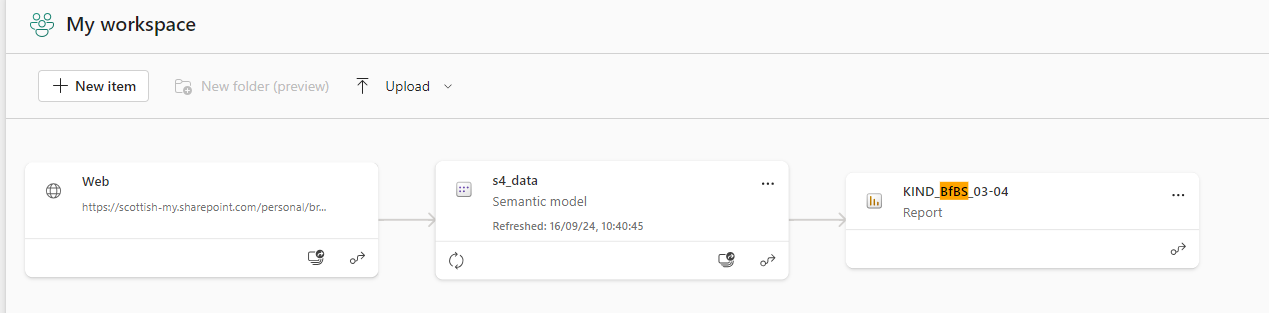 My workspace
New item
New folder (preview)
Upload
Web
https://scottish-my.sharepoint.com/personal/br...
s4_data
Semantic model
Refreshed: 16/09/24, 10:40:45
KIND_BfBS_03-04
Report